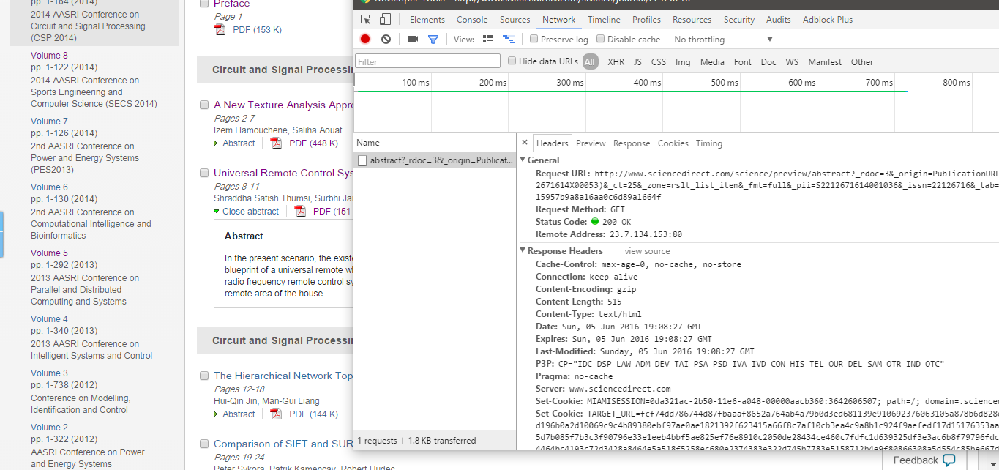 pp. 1-164 (2014)
2014 AASRI Conference on
Circuit and Signal Processing
(CSP 2014)
Volume 8
pp. 1-122 (2014)
2014 AASRI Conference on
Sports Engineering and
Computer Science (SECS 2014)
Volume 7
pp. 1-126 (2014)
2nd AASRI Conference on
Power and Energy Systems
(PES2013)
Volume 6
pp. 1-130 (2014)
2nd AASRI Conference on
Computational Intelligence and
Bioinformatics
Volume 5
pp. 1-292 (2013)
2013 AASRI Conference on
Parallel and Distributed
Computing and Systems
Volume 4
pp. 1-340 (2013)
2013 AASRI Conference on
Intelligent Systems and Control
Volume 3
pp. 1-738 (2012)
Conference on Modelling,
Identification and Control
Volume 2
pp. 1-322 (2012)
AASRI Conference on Power
and Energy Systems
Preface
Page 1
PDF (153 K)
Circuit and Signal Processi
A New Texture Analysis Appr
Pages 2-7
Izem Hamouchene, Saliha Aouat
Abstract PDF (448 K)
Universal Remote Control Sys
Pages 8-11
Shraddha Satish Thumsi, Surbhi Ja
Close abstract PDF (151
Abstract
In the present scenario, the existe
blueprint of a universal remote w
radio frequency remote control sy
remote area of the house.
Circuit and Signal Processi
The Hierarchical Network Top
Pages 12-18
Hui-Qin Jin, Man-Gui Liang
Abstract PDF (144 K)
Comparison of SIFT and SUR
Pages 19-24
Peter Sykora, Patrik Kamencay, Robert Hudec
Elements Console Sources Network Timeline Profiles Resources Security Audits Adblock Plus
View: Preserve log Disable cache No throttling
Filter Hide data URLs All XHR JS CSS Img Media Font Doc WS Manifest Other
100 ms 200 ms 300 ms 400 ms 500 ms 600 ms 700 ms 800 ms
Name
abstract?_rdoc=3&_origin=Publicat...
1 requests | 1.8 KB transferred
× Headers Preview Response Cookies Timing
General
Request URL: http://www.sciencedirect.com/science/preview/abstract?_rdoc=3&_origin=PublicationURL
2671614X00053)&_ct=25&_zone=rslt_list_item&_fmt=full&_pii=S2212671614001036&_issn=22126716&_tab=
15957b9a8a16aa0c6d89a1664f
Request Method: GET
Status Code: 200 OK
Remote Address: 23.7.134.153:80
Response Headers view source
Cache-Control: max-age=0, no-cache, no-store
Connection: keep-alive
Content-Encoding: gzip
Content-Length: 515
Content-Type: text/html
Date: Sun, 05 Jun 2016 19:08:27 GMT
Expires: Sun, 05 Jun 2016 19:08:27 GMT
Last-Modified: Sunday, 05 Jun 2016 19:08:27 GMT
P3P: CP="IDC DSP LAW ADM DEV TAI PSA PSD IVA IVD CON HIS TEL OUR DEL SAM OTR IND OTC"
Pragma: no-cache
Server: www.sciencedirect.com
Set-Cookie: MIAMISESSION=0da321ac-2b50-11e6-a048-00000aacb360:3642606507; path=/; domain=.scienced
Set-Cookie: TARGET_URL=fcf74dd786744d87fbaaaf8652a764ab4a79b0d3ed681139e910692376063105a878b6d828e
d196b0a2d10069c9c4b89380ebf97ae0ae1821392f623415a66f8c7af10cb3ea4c9a8b1c924f9aefedf17d15176353aa
5d7b085f7b3c3f90796e33e1eeb4bbf5ae825ef76e8910c2050de28434ce460c7fdfc1d639325df3e3ac6b8f79796fdc
Feedback